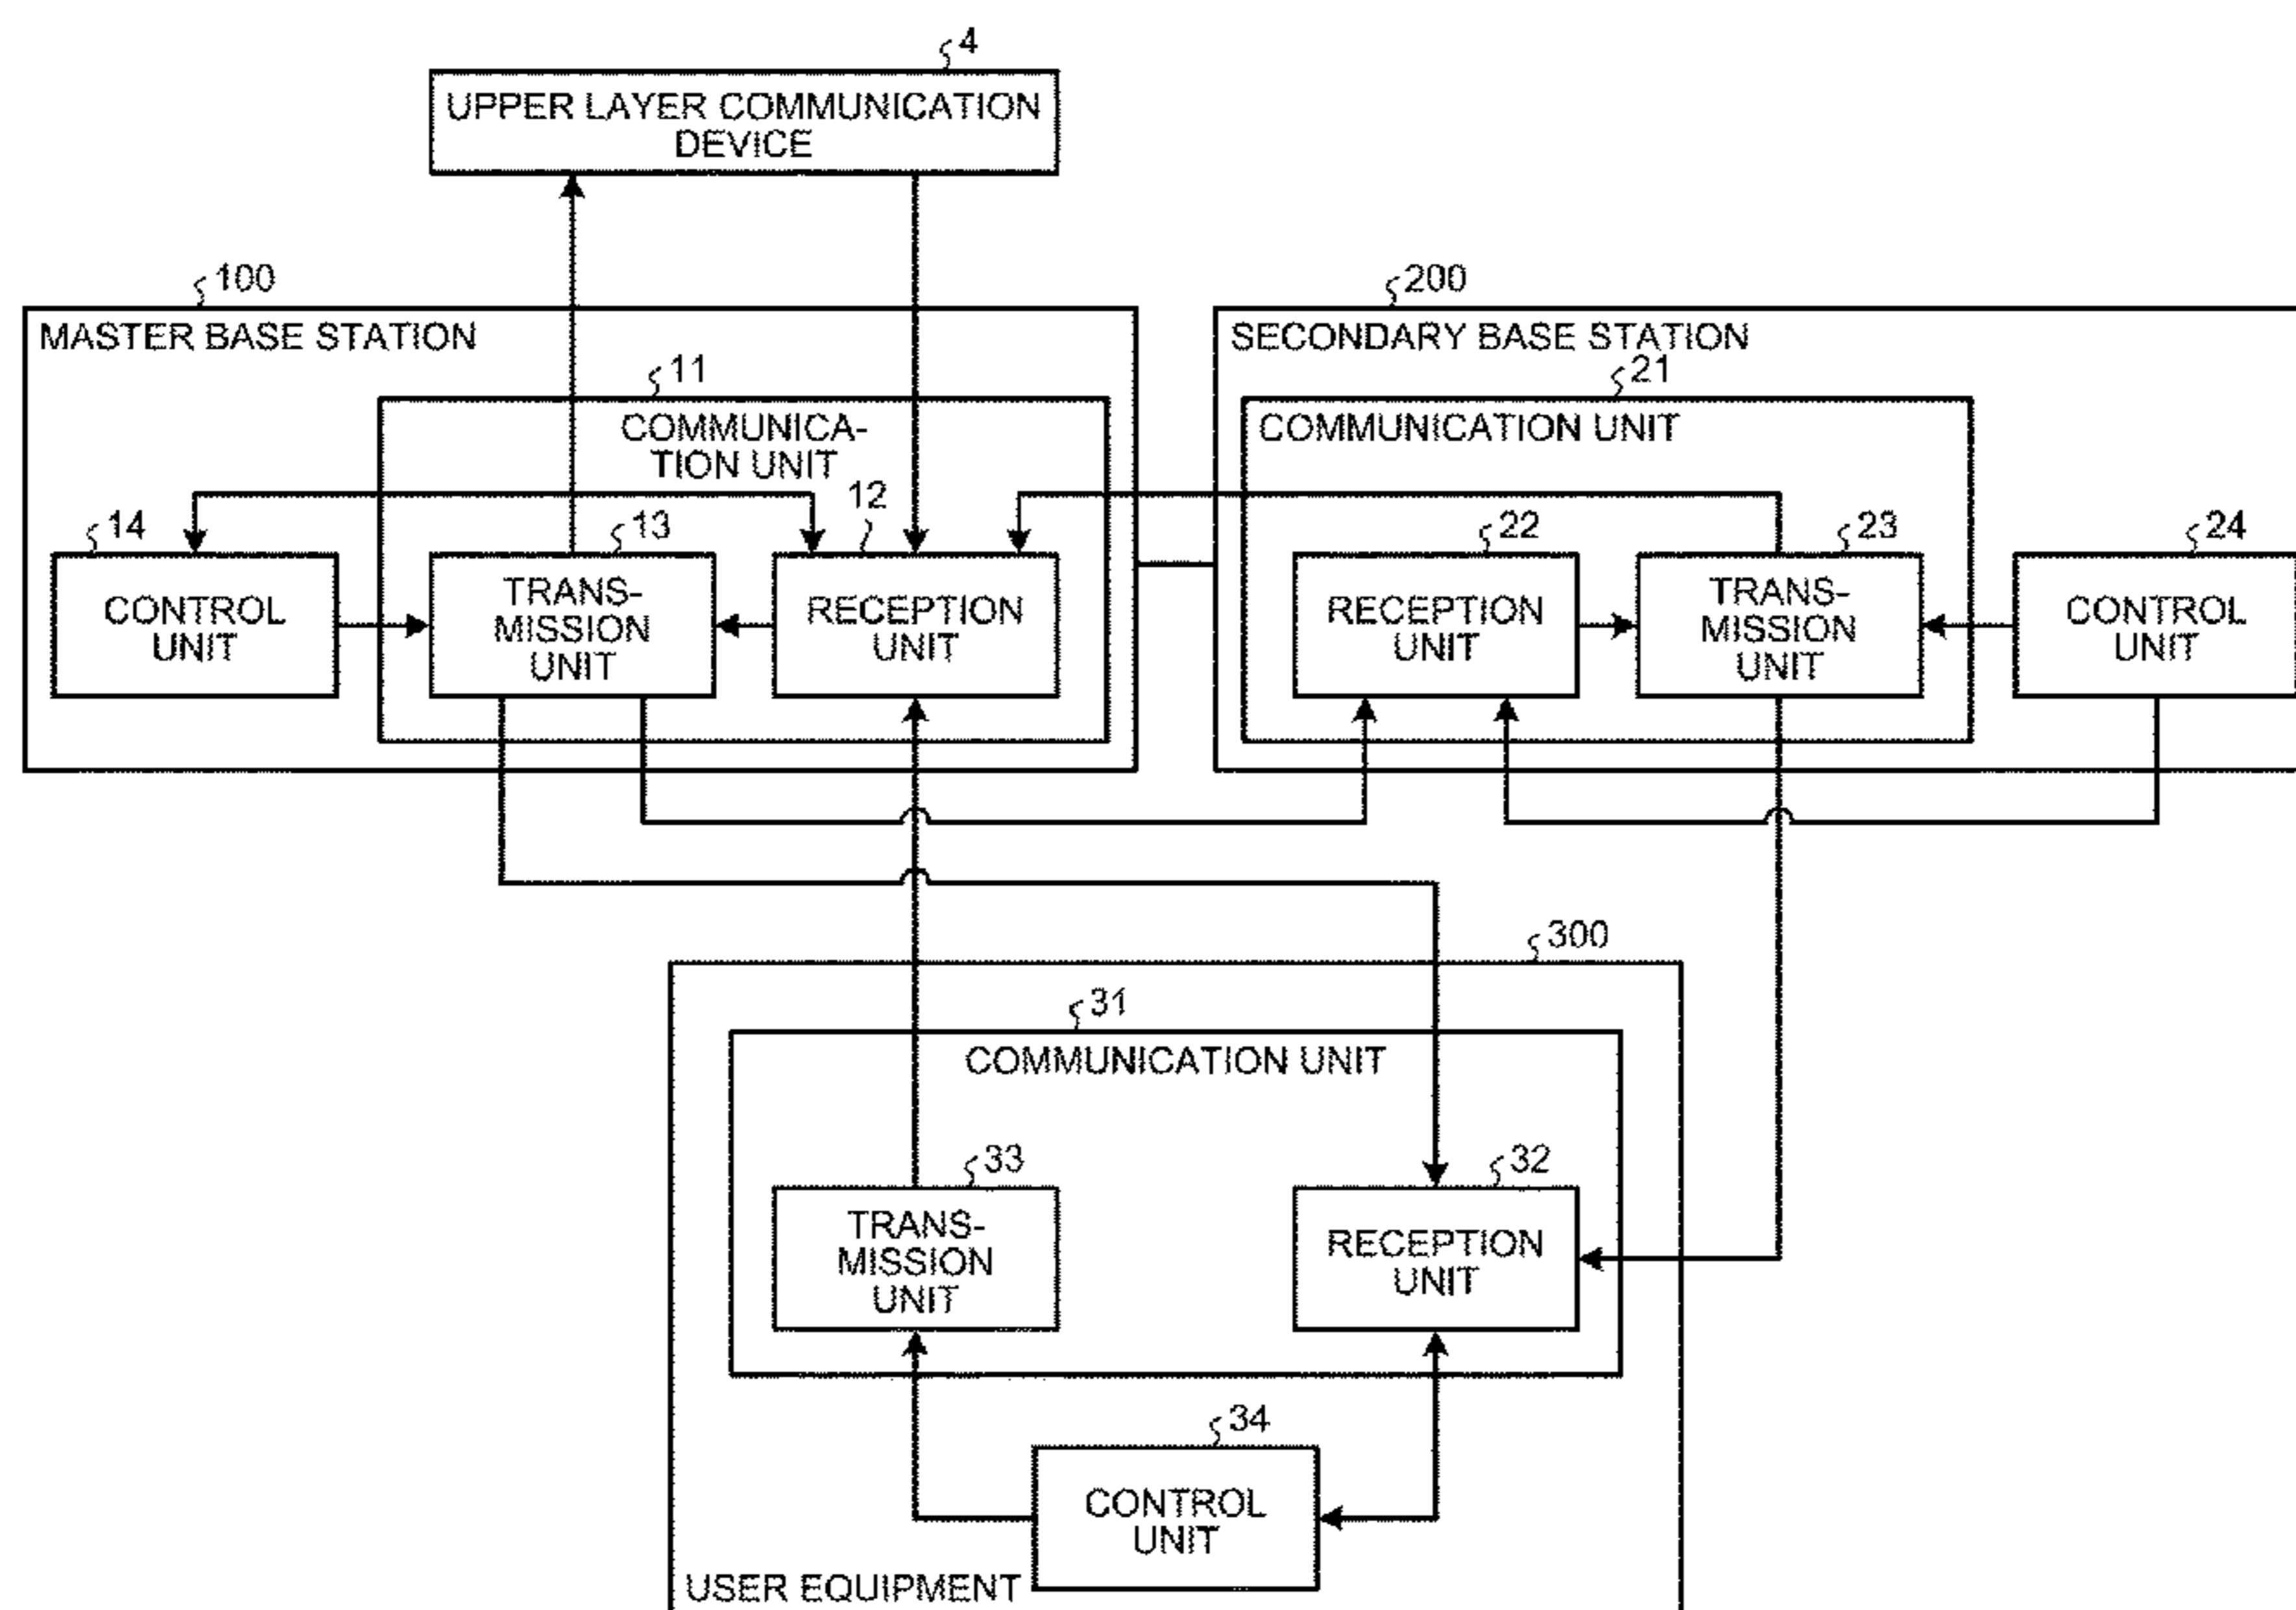 4
UPPER LAYER COMMUNICATION
DEVICE
100
MASTER BASE STATION
11
COMMUNICA-
TION UNIT
14
CONTROL
UNIT
13
TRANS-
MISSION
UNIT
12
RECEPTION
UNIT
200
SECONDARY BASE STATION
21
COMMUNICATION UNIT
22
RECEPTION
UNIT
23
TRANS-
MISSION
UNIT
24
CONTROL
UNIT
300
31
COMMUNICATION UNIT
33
TRANS-
MISSION
UNIT
32
RECEPTION
UNIT
34
CONTROL
UNIT
USER EQUIPMENT